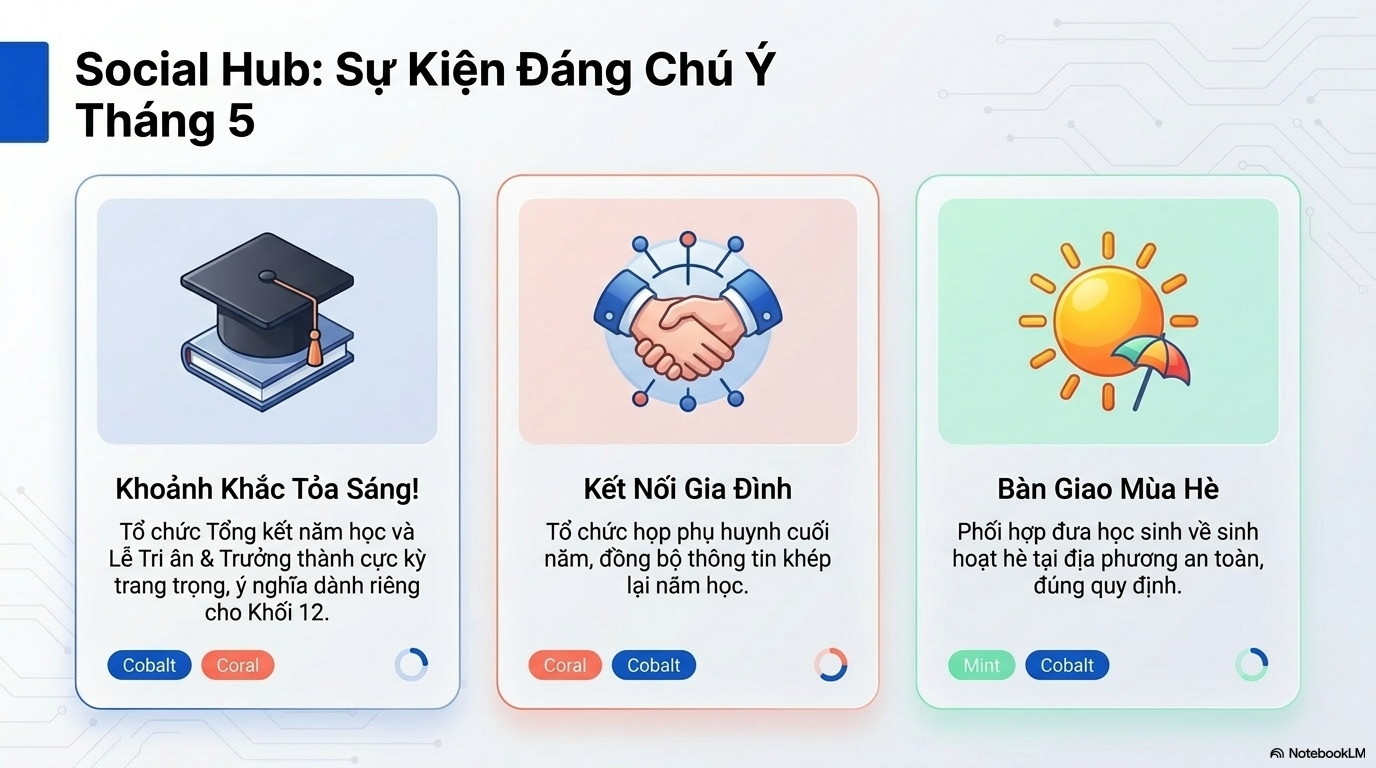 Social Hub: Sự Kiện Đáng Chú Ý
Tháng 5
Khoảnh Khắc Tỏa Sáng!
Tổ chức Tổng kết năm học và
Lễ Tri ân & Trưởng thành cực kỳ
trang trọng, ý nghĩa dành riêng
cho Khối 12.
Cobalt
Coral
Kết Nối Gia Đình
Tổ chức họp phụ huynh cuối
năm, đồng bộ thông tin khép
lại năm học.
Coral
Cobalt
Bàn Giao Mùa Hè
Phối hợp đưa học sinh về sinh
hoạt hè tại địa phương an toàn,
đúng quy định.
Mint
Cobalt
NotebookLM